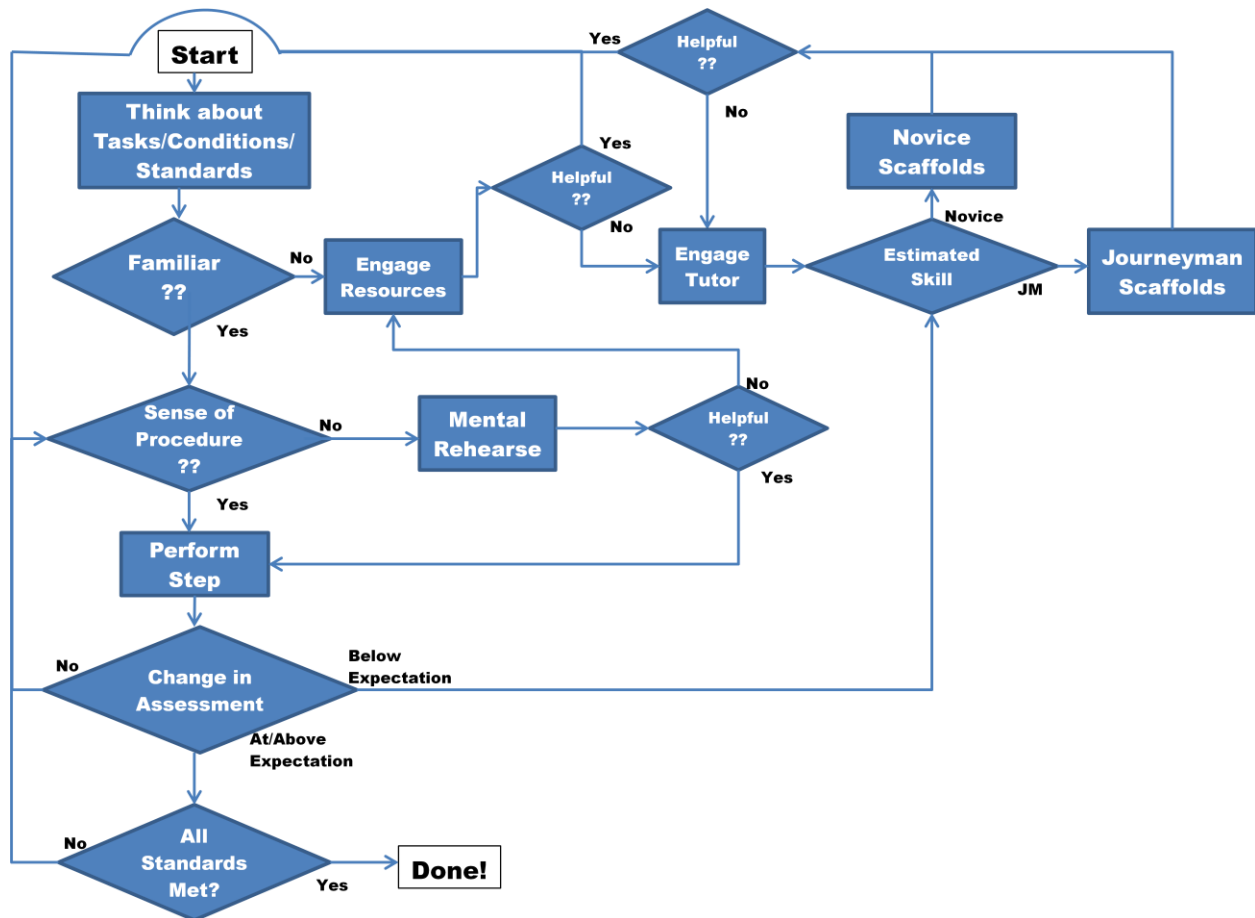 Start
Yes
Helpful
??
No
Think about
Tasks/Conditions/
Standards
Yes
Helpful
??
No
Novice
Scaffolds
Novice
Familiar
??
No
Yes
Engage
Resources
Engage
Tutor
Estimated
Skill
JM
Journeyman
Scaffolds
Sense of
Procedure
??
No
Yes
Mental
Rehearse
No
Helpful
??
Yes
Perform
Step
No
Change in
Assessment
Below
Expectation
At/Above
Expectation
No
All
Standards
Met?
Yes
Done!